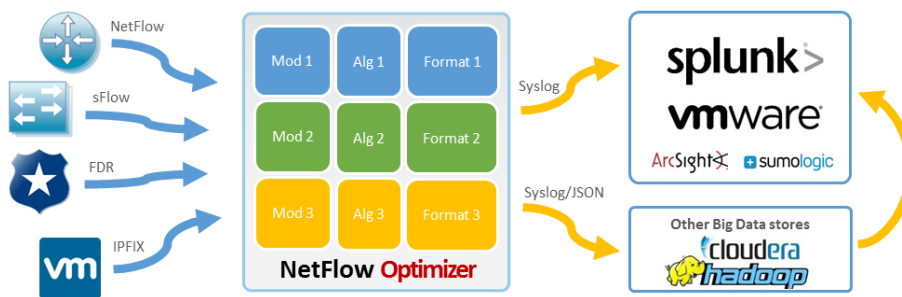 NetFlow
sFlow
FDR
IPFIX
vm
Mod 1 Alg 1 Format 1
Mod 2 Alg 2 Format 2
Mod 3 Alg 3 Format 3
NetFlow Optimizer
Syslog
Syslog/JSON
splunk>
vmware
ArcSight sumologic
Other Big Data stores
cloudera
hadoop